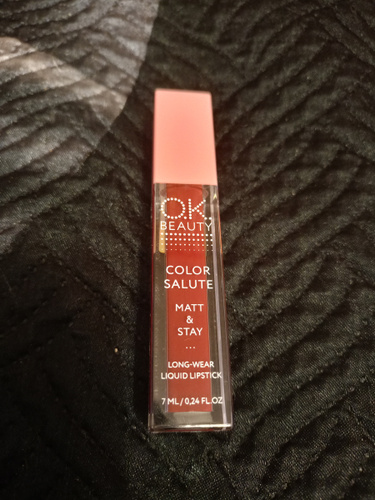 O.K.
BEAUTY
COLOR
SALUTE
MATT
&
STAY
...
LONG-WEAR
LIQUID LIPSTICK
7 ML / 0,24 FL.OZ